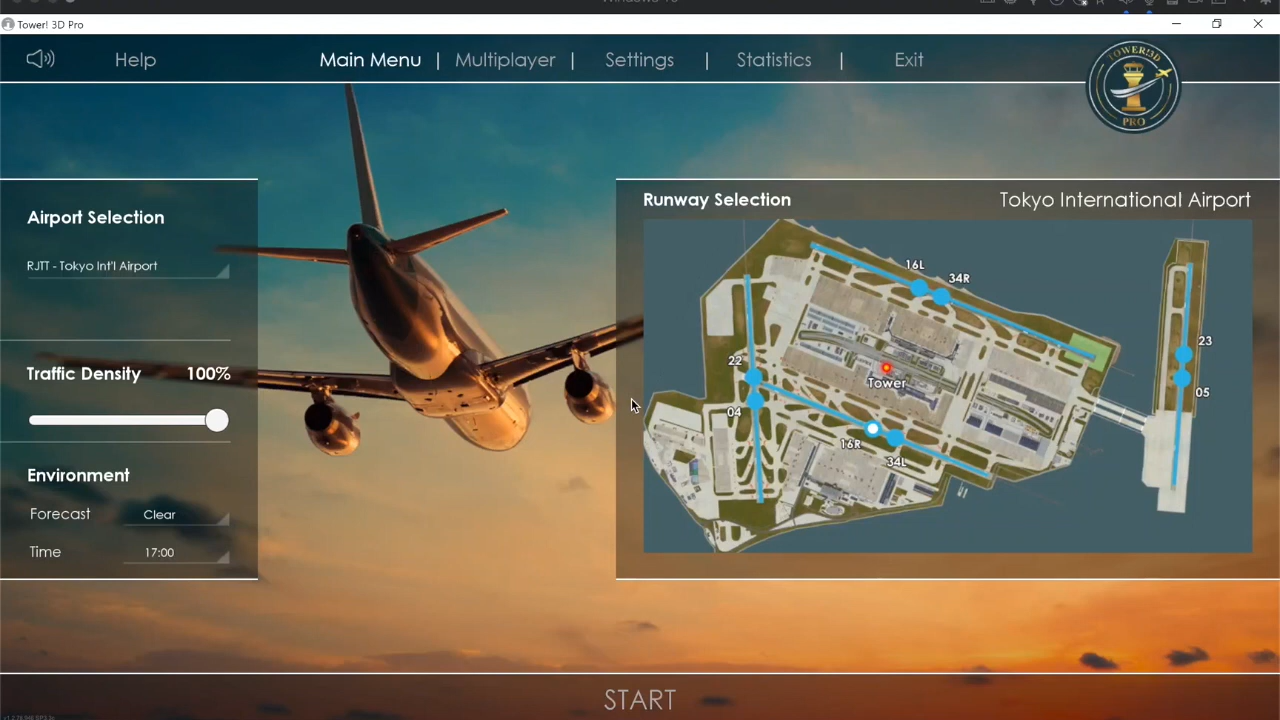 Tower! 3D Pro
Help
Main Menu | Multiplayer | Settings | Statistics | Exit
TOWER!3D
PRO
Airport Selection
RJTT - Tokyo Int'l Airport
Traffic Density 100%
Environment
Forecast Clear
Time 17:00
Runway Selection
Tokyo International Airport
16L
34R
22
04
Tower
16R
34L
23
05
START